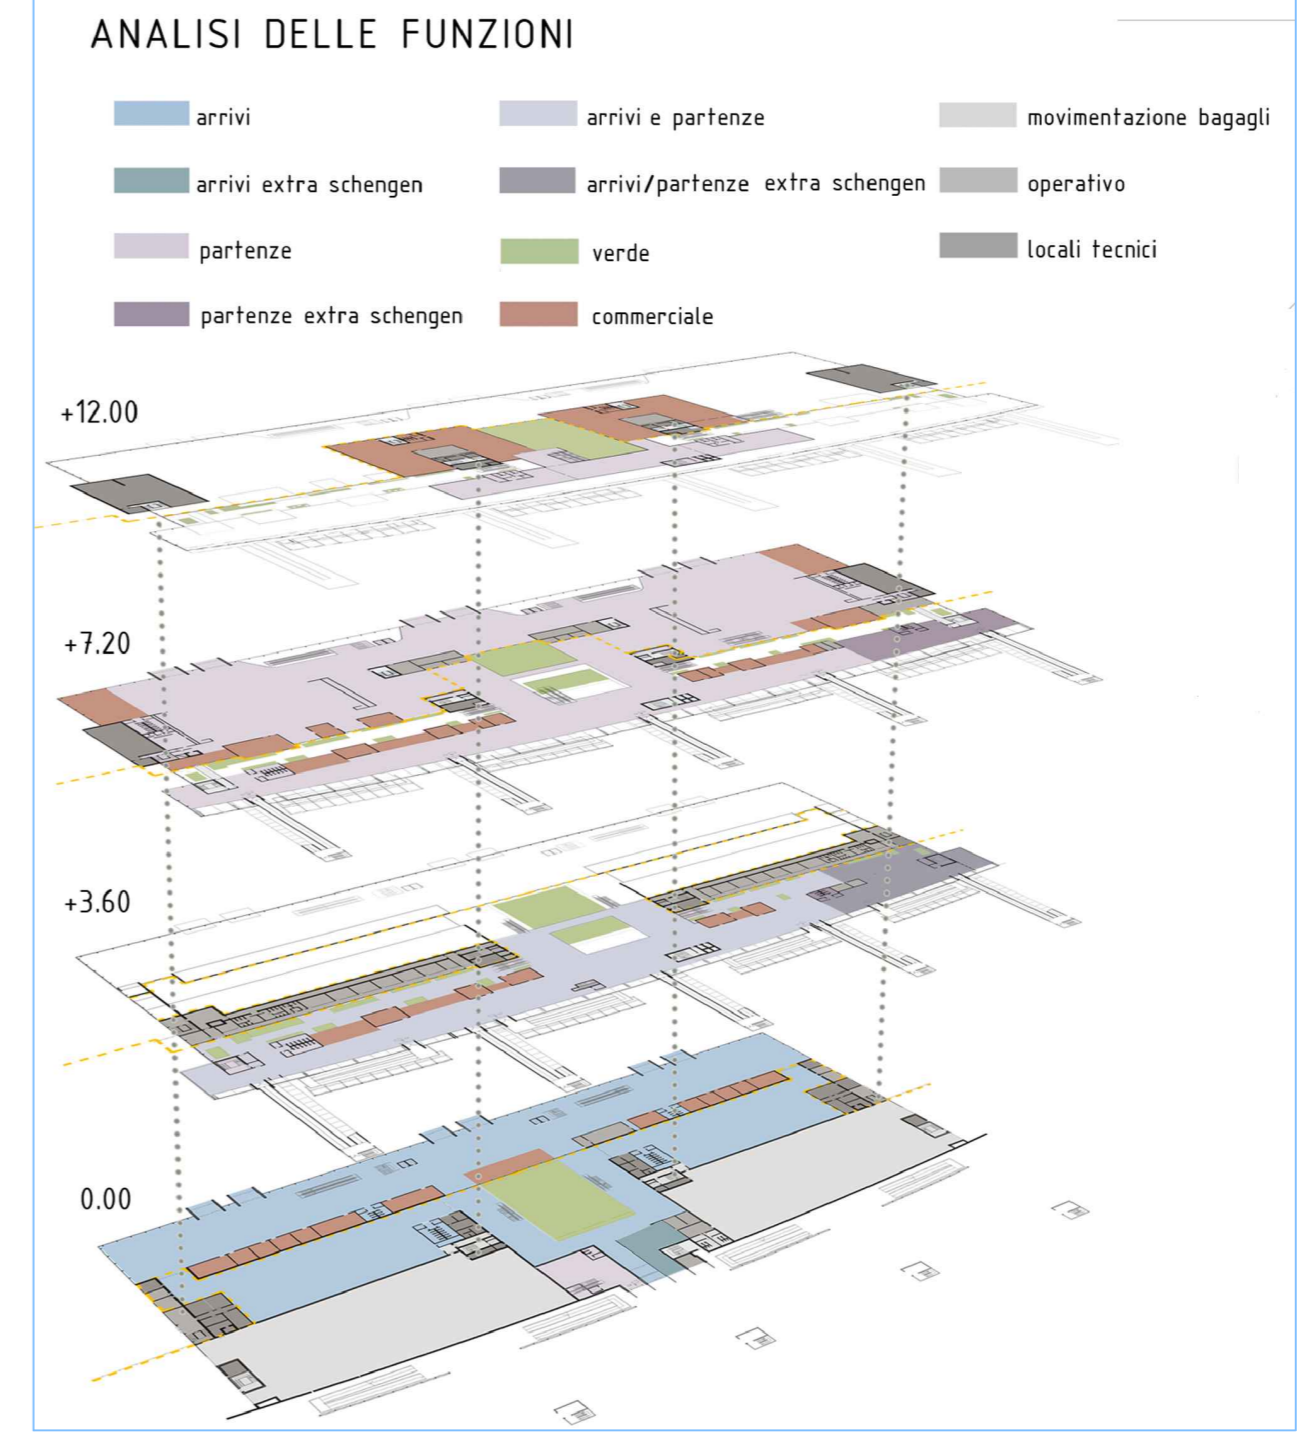 ANALISI DELLE FUNZIONI
arrivi
arrivi e partenze
movimentazione bagagli
arrivi extra schengen
arrivi/partenze extra schengen
operativo
partenze
verde
locali tecnici
partenze extra schengen
commerciale
+12.00
+7.20
+3.60
0.00